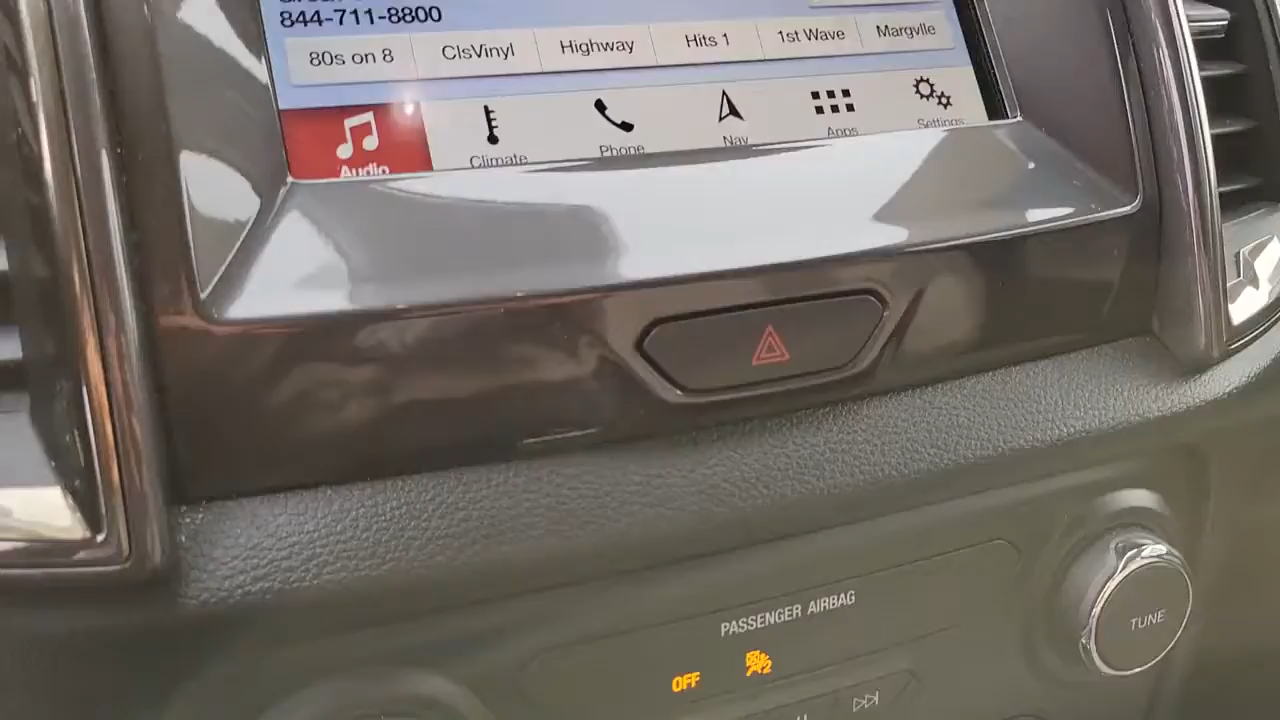 844-711-8800
80s on 8 ClsVinyl Highway Hits 1 1st Wave Margvlle
Audio Climate Phone Nav Apps Settings
PASSENGER AIRBAG
OFF
TUNE